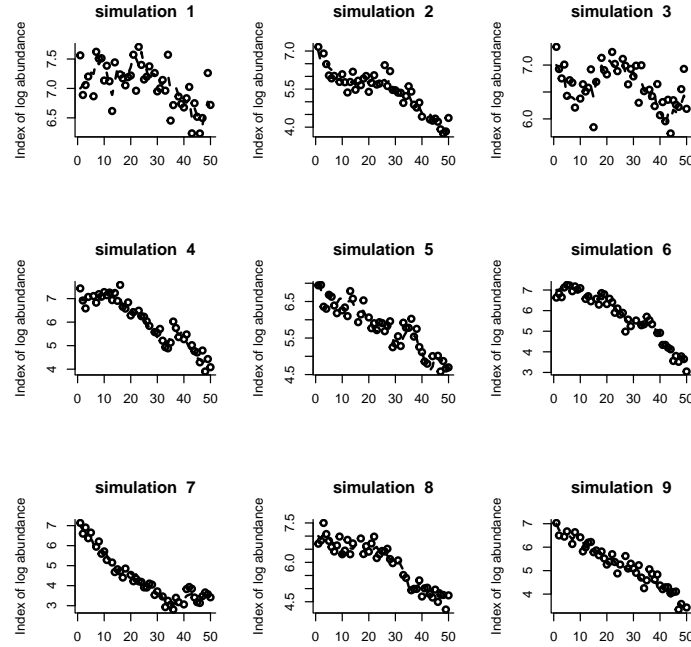 simulation 1
Index of log abundance
6.5 7.0 7.5
0 10 20 30 40 50
simulation 2
Index of log abundance
4.0 5.5 7.0
0 10 20 30 40 50
simulation 3
Index of log abundance
6.0 7.0
0 10 20 30 40 50
simulation 4
Index of log abundance
4 5 6 7
0 10 20 30 40 50
simulation 5
Index of log abundance
4.5 5.5 6.5
0 10 20 30 40 50
simulation 6
Index of log abundance
3 4 5 6 7
0 10 20 30 40 50
simulation 7
Index of log abundance
3 4 5 6 7
0 10 20 30 40 50
simulation 8
Index of log abundance
4.5 6.0 7.5
0 10 20 30 40 50
simulation 9
Index of log abundance
4 5 6 7
0 10 20 30 40 50